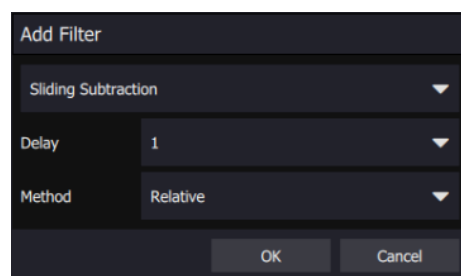 Add Filter
Sliding Subtraction
Delay 1
Method Relative
OK Cancel